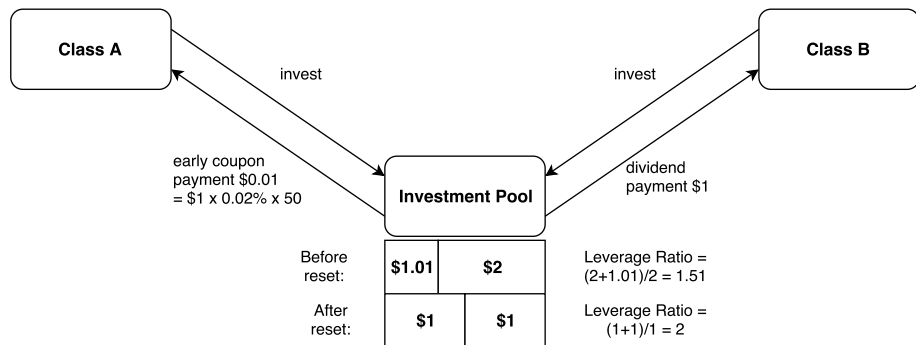 Class A
Class B
invest
invest
early coupon
payment $0.01
= $1 x 0.02% x 50
dividend
payment $1
Investment Pool
Before
reset:
$1.01
$2
Leverage Ratio =
(2+1.01)/2 = 1.51
After
reset:
$1
$1
Leverage Ratio =
(1+1)/1 = 2